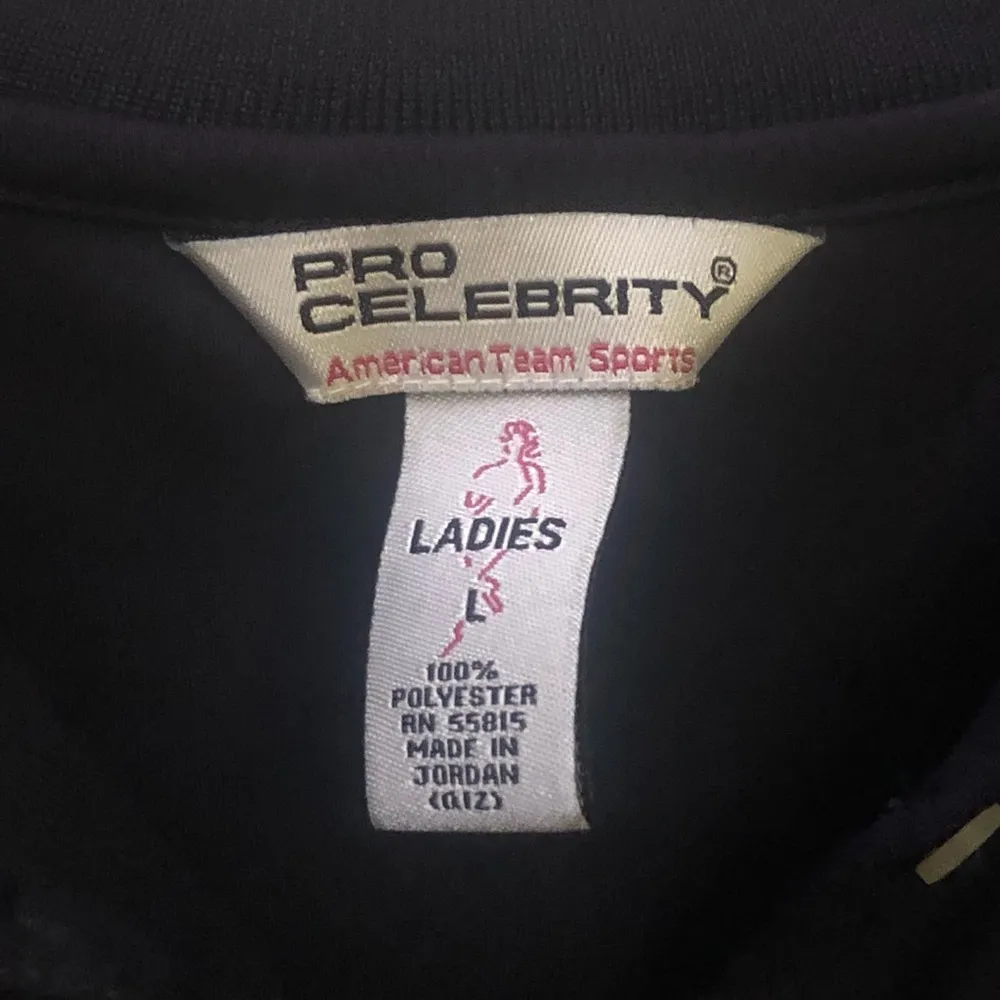 PRO
CELEBRITY®
American Team Sports
LADIES
L
100%
POLYESTER
RN 55815
MADE IN
JORDAN
(QIZ)